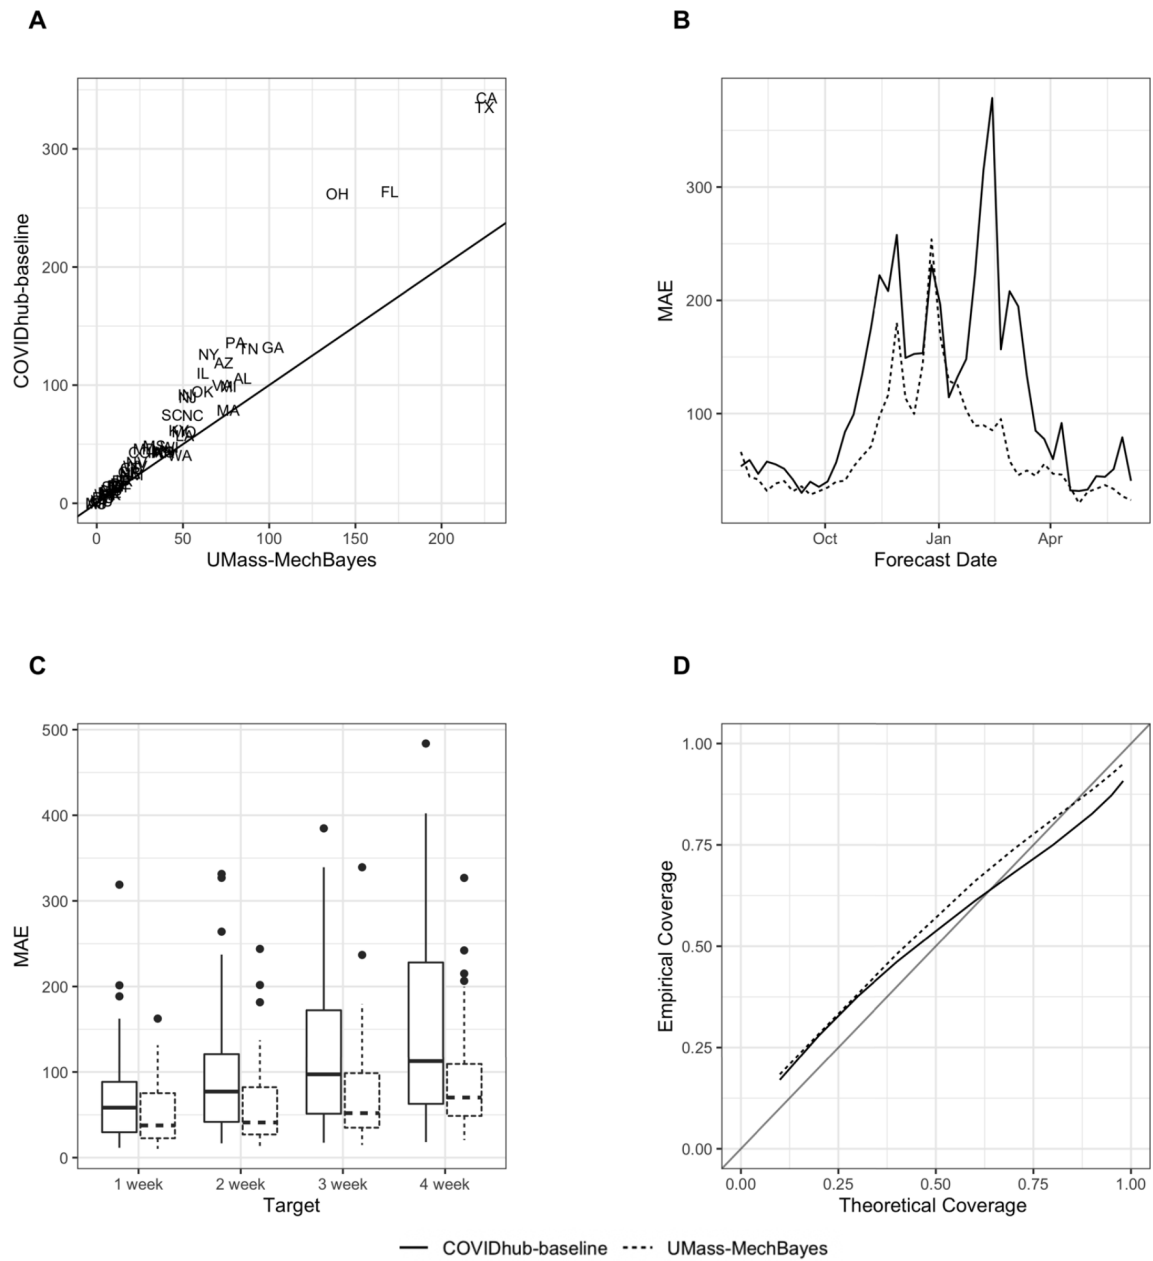 A
COVIDhub-baseline
300
200
100
0
CA
TX
OH
FL
PA
TN
GA
NY
AZ
IL
AL
VA
MI
OK
NJ
MA
SC
NC
WA
0
50
100
150
200
UMass-MechBayes
B
MAE
300
200
100
Oct
Jan
Apr
Forecast Date
C
MAE
500
400
300
200
100
0
1 week
2 week
3 week
4 week
Target
D
Empirical Coverage
1.00
0.75
0.50
0.25
0.00
0.00
0.25
0.50
0.75
1.00
Theoretical Coverage
COVIDhub-baseline
UMass-MechBayes